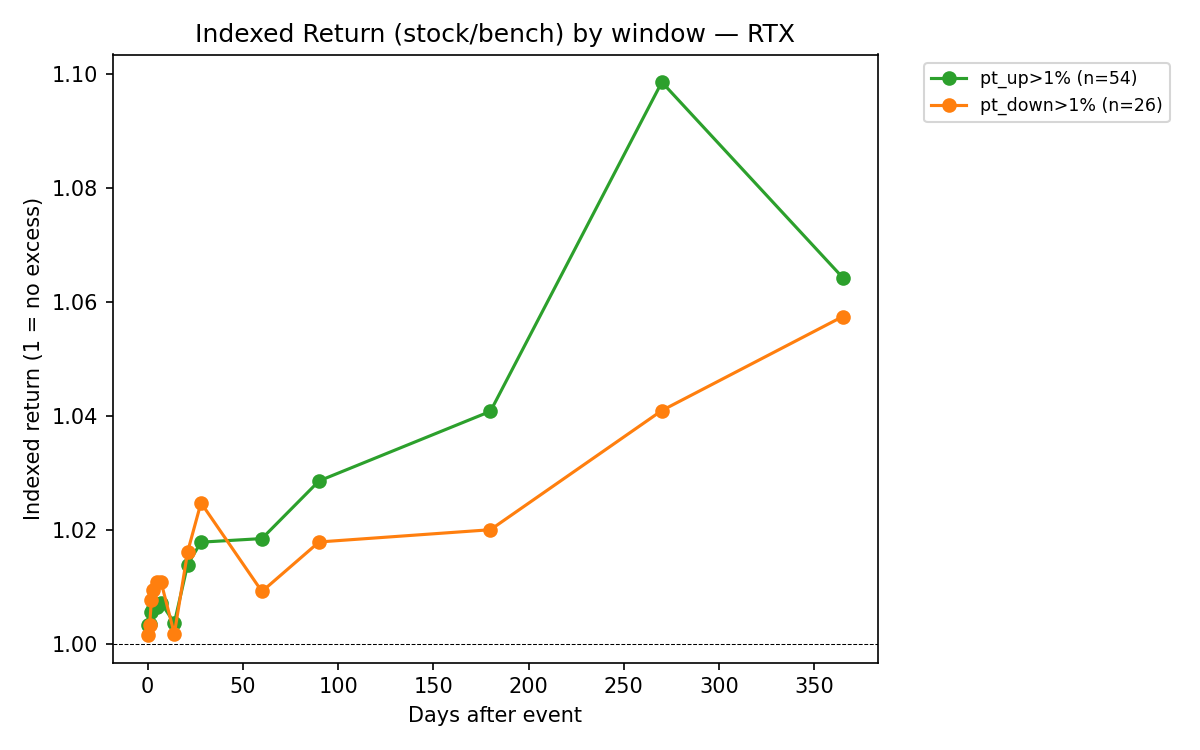 Indexed Return (stock/bench) by window — RTX
pt_up>1% (n=54)
pt_down>1% (n=26)
Indexed return (1 = no excess)
1.10
1.08
1.06
1.04
1.02
1.00
0 50 100 150 200 250 300 350
Days after event